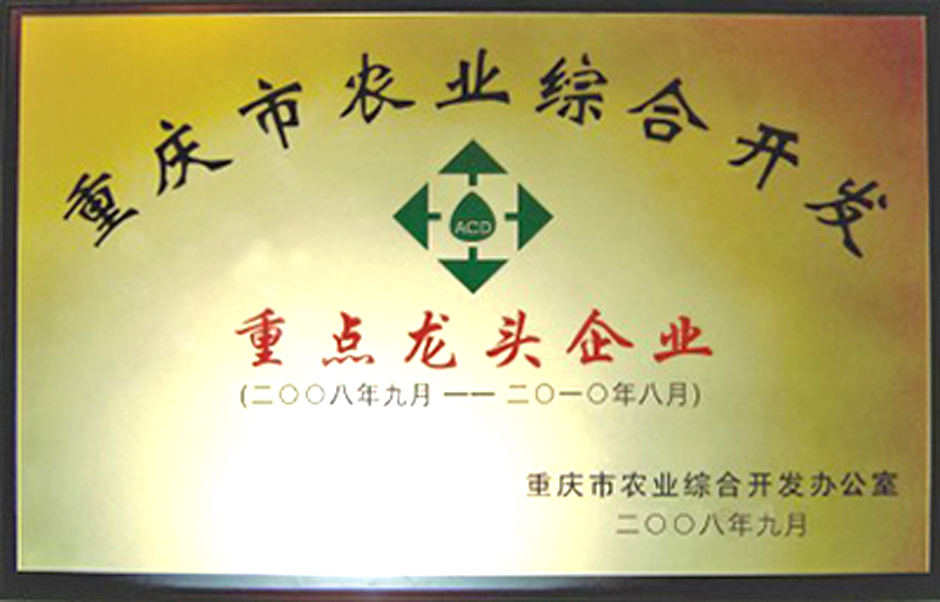 重庆市农业综合开发
ACD
重点龙头企业
(二〇〇八年九月 —— 二〇一〇年八月)
重庆市农业综合开发办公室
二〇〇八年九月